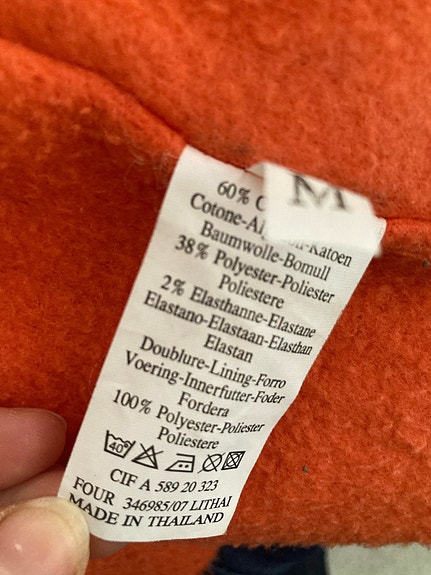 M
60% C
Cotone-Al n-Katoen
Baumwolle-Bomull
38% Polyester-Poliester
Poliestere
2% Elasthanne-Elastane
Elastano-Elastaan-Elasthan
Elastan
Doublure-Lining-Forro
Voering-Innerfutter-Foder
Fordera
100% Polyester-Poliester
Poliestere
40°
CIF A 589 20 323
FOUR 346985/07 LITHAI
MADE IN THAILAND